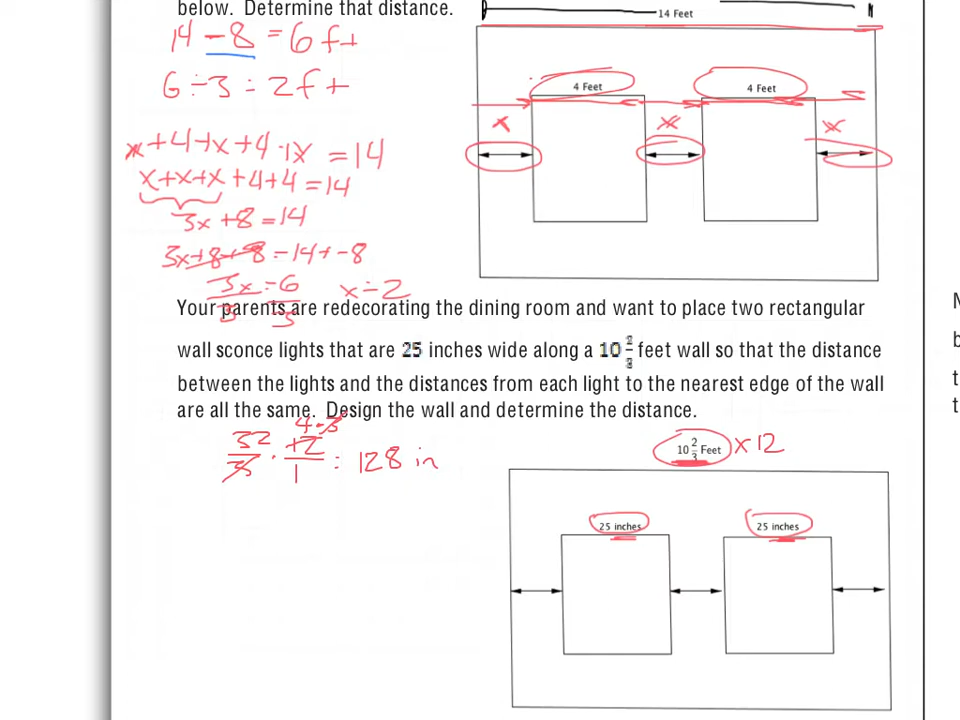 below. Determine that distance.
14 Feet
14 - 8 = 6 ft
6 ÷ 3 = 2ft
4 Feet
4 Feet
x x x
x+4+x+4+x = 14
x+x+x+4+4=14
3x+8=14
3x+8+-8=14+-8
3x=6 x=2
3 3
Your parents are redecorating the dining room and want to place two rectangular
wall sconce lights that are 25 inches wide along a 10 2/3 feet wall so that the distance
between the lights and the distances from each light to the nearest edge of the wall
are all the same. Design the wall and determine the distance.
4·3
32/3 · 12/1 = 128 in
10 2/3 Feet x 12
25 inches
25 inches